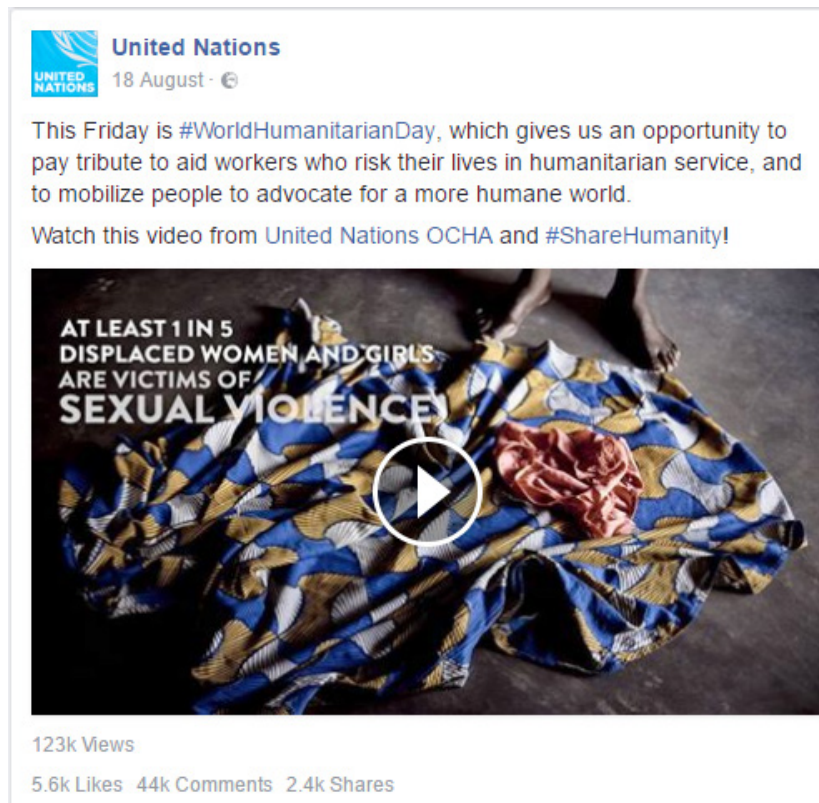 UNITED
NATIONS
United Nations
18 August ·
This Friday is #WorldHumanitarianDay, which gives us an opportunity to
pay tribute to aid workers who risk their lives in humanitarian service, and
to mobilize people to advocate for a more humane world.
Watch this video from United Nations OCHA and #ShareHumanity!
AT LEAST 1 IN 5
DISPLACED WOMEN AND GIRLS
ARE VICTIMS OF
SEXUAL VIOLENCE
123k Views
5.6k Likes 44k Comments 2.4k Shares